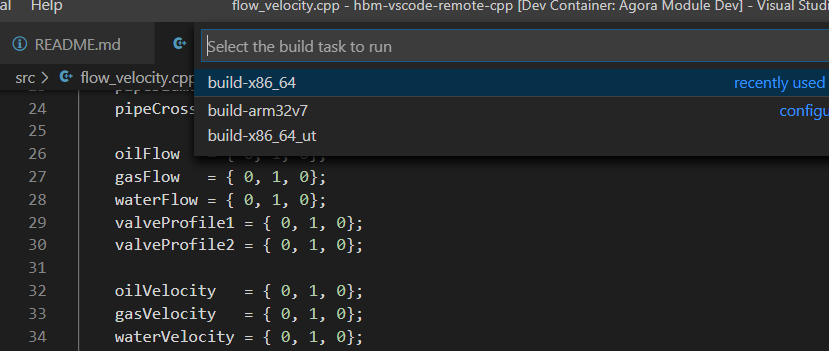 al Help flow_velocity.cpp - hbm-vscode-remote-cpp [Dev Container: Agora Module Dev] - Visual Studi
README.md
Select the build task to run
src > flow_velocity.cpp
build-x86_64 recently used
build-arm32v7 configu
build-x86_64_ut
24 pipeCross
25
26 oilFlow = { 0, 1, 0};
27 gasFlow = { 0, 1, 0};
28 waterFlow = { 0, 1, 0};
29 valveProfile1 = { 0, 1, 0};
30 valveProfile2 = { 0, 1, 0};
31
32 oilVelocity = { 0, 1, 0};
33 gasVelocity = { 0, 1, 0};
34 waterVelocity = { 0, 1, 0};